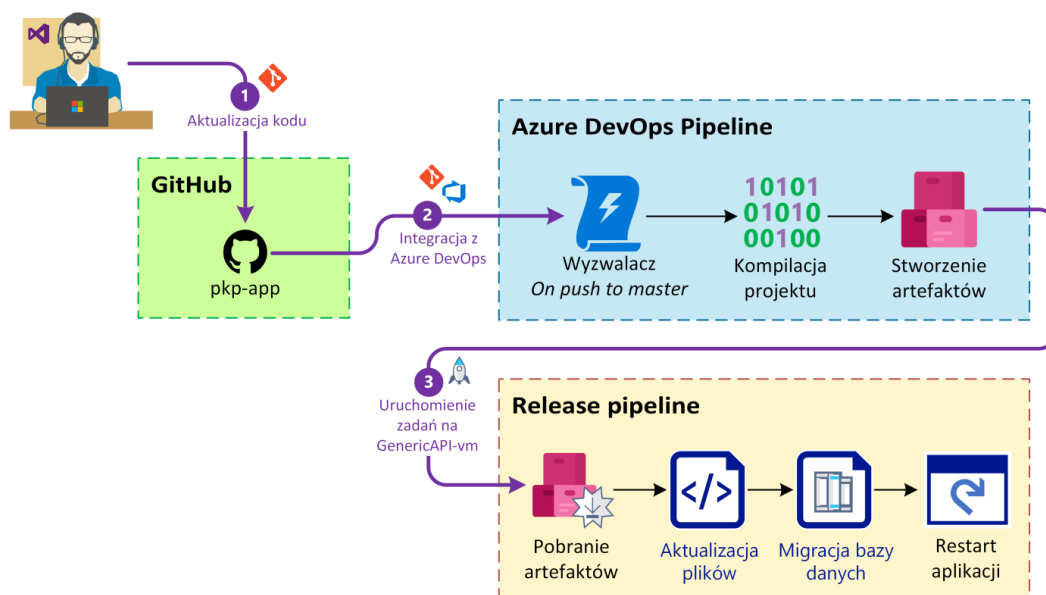 1
Aktualizacja kodu
GitHub
pkp-app
2
Integracja z
Azure DevOps
Azure DevOps Pipeline
Wyzwalacz
On push to master
10101
01010
00100
Kompilacja
projektu
Stworzenie
artefaktów
3
Uruchomienie
zadań na
GenericAPI-vm
Release pipeline
Pobranie
artefaktów
</>
Aktualizacja
plików
Migracja bazy
danych
Restart
aplikacji